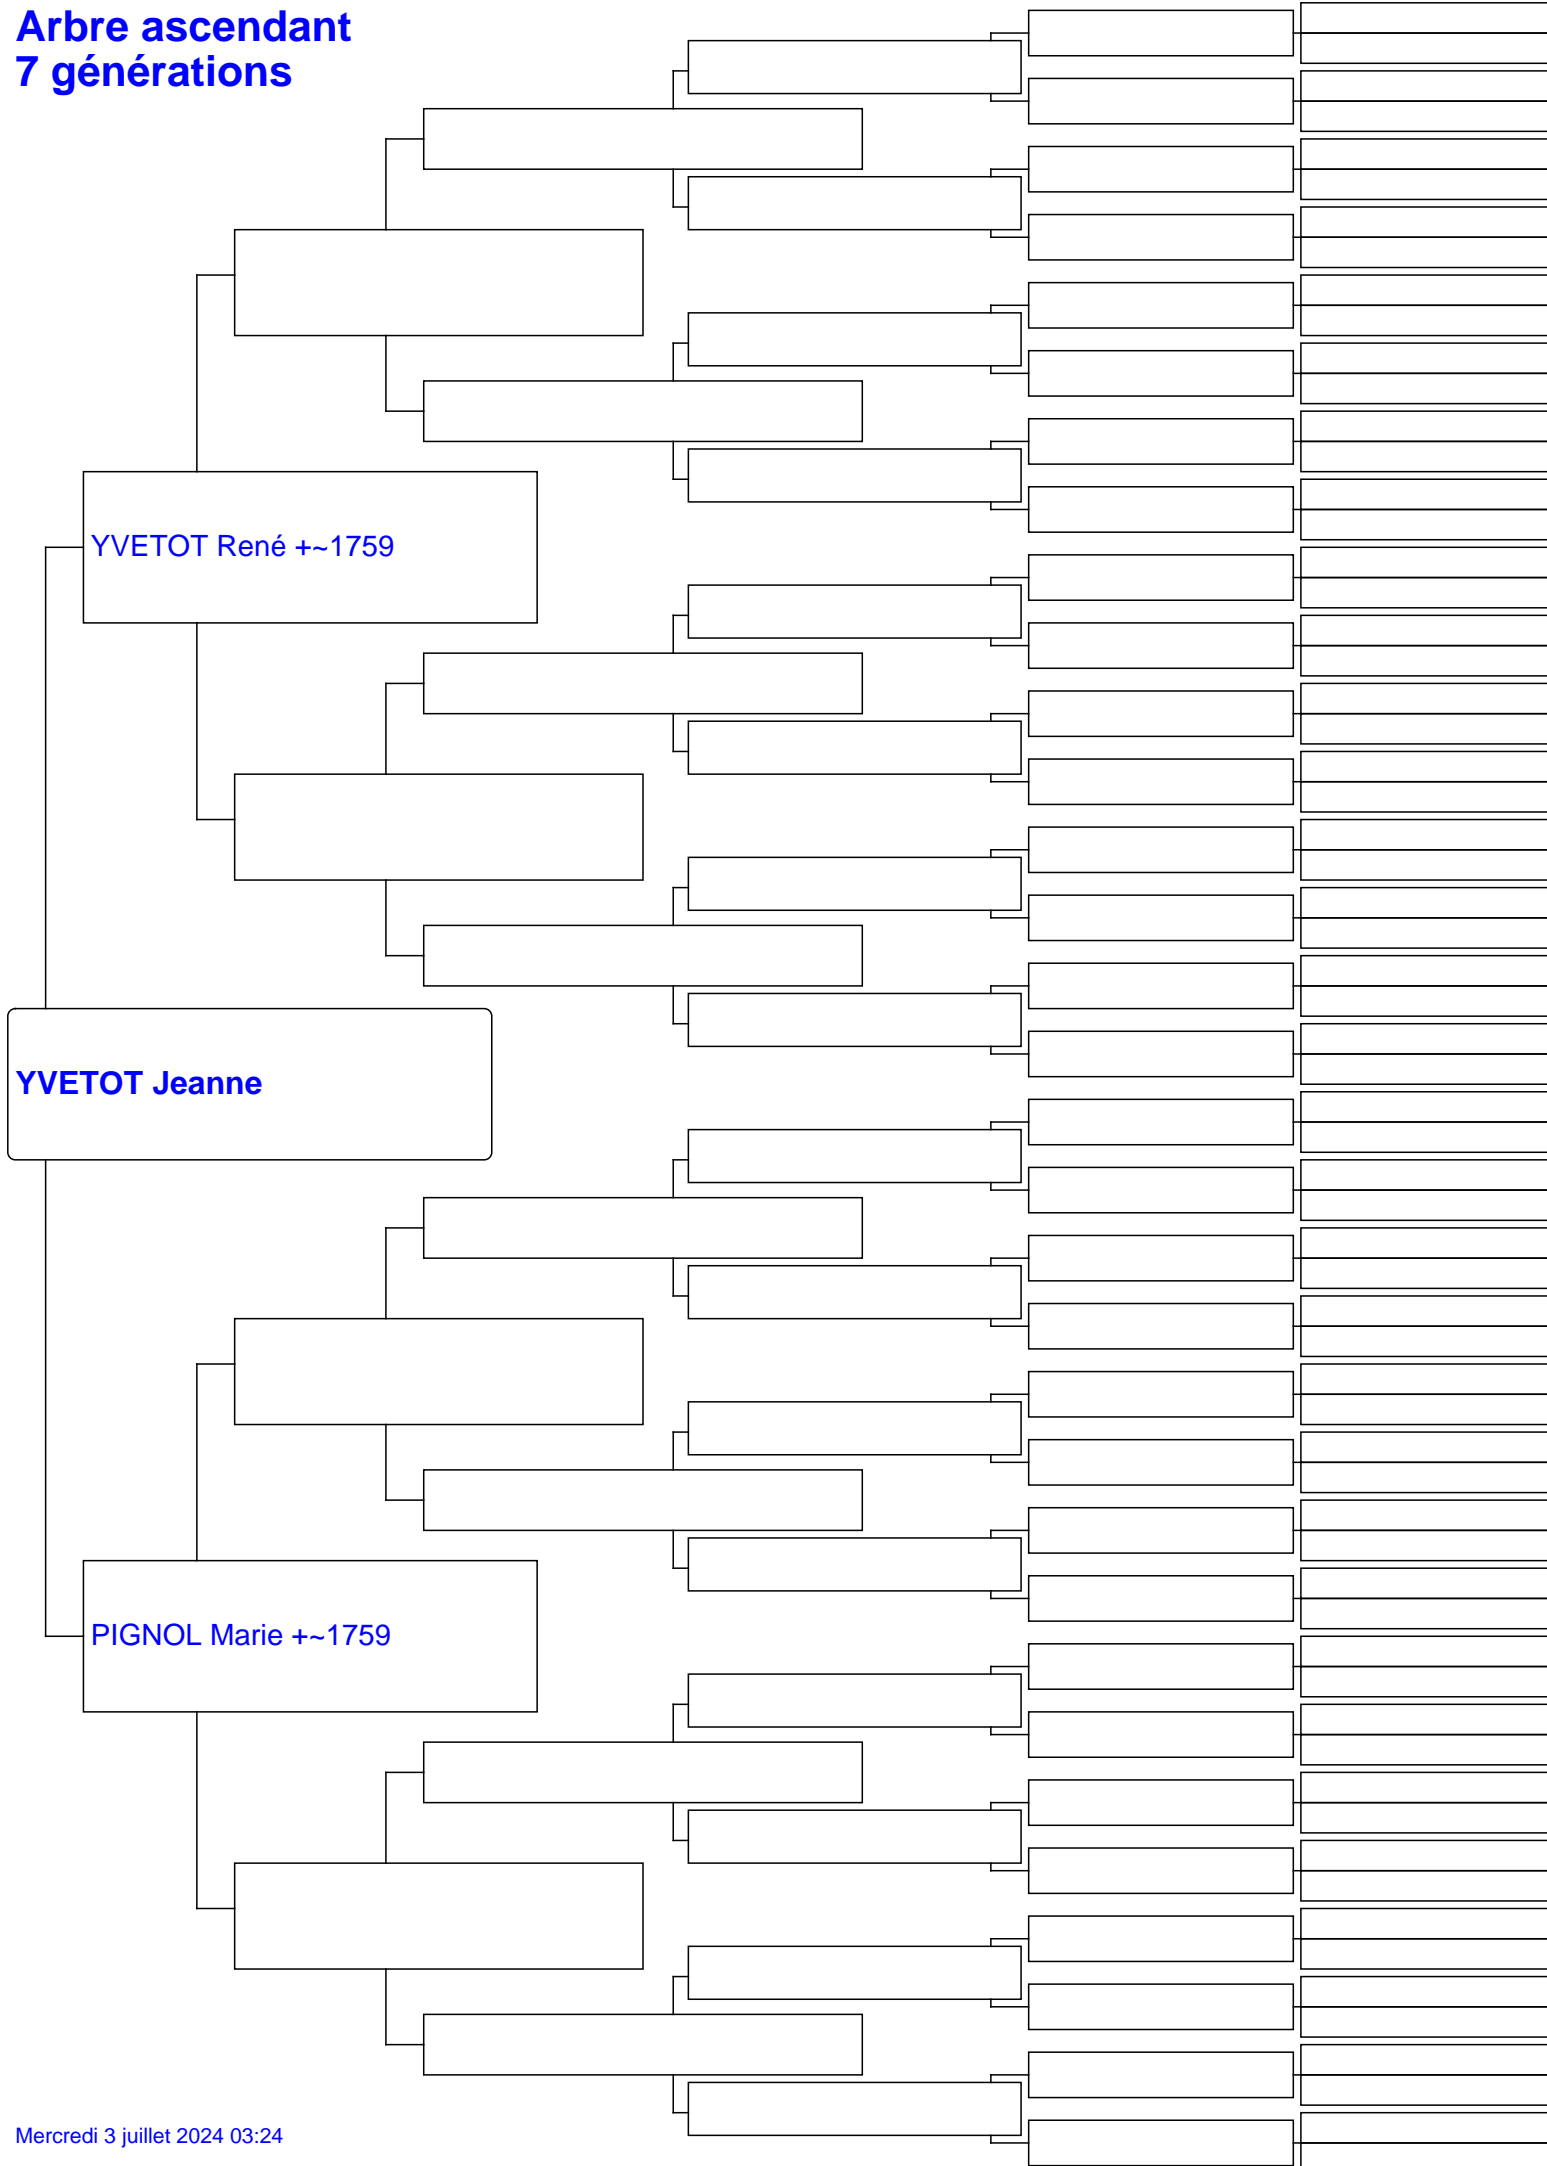 Arbre ascendant
7 générations
YVETOT René +~1759
YVETOT Jeanne
PIGNOL Marie +~1759
Mercredi 3 juillet 2024 03:24